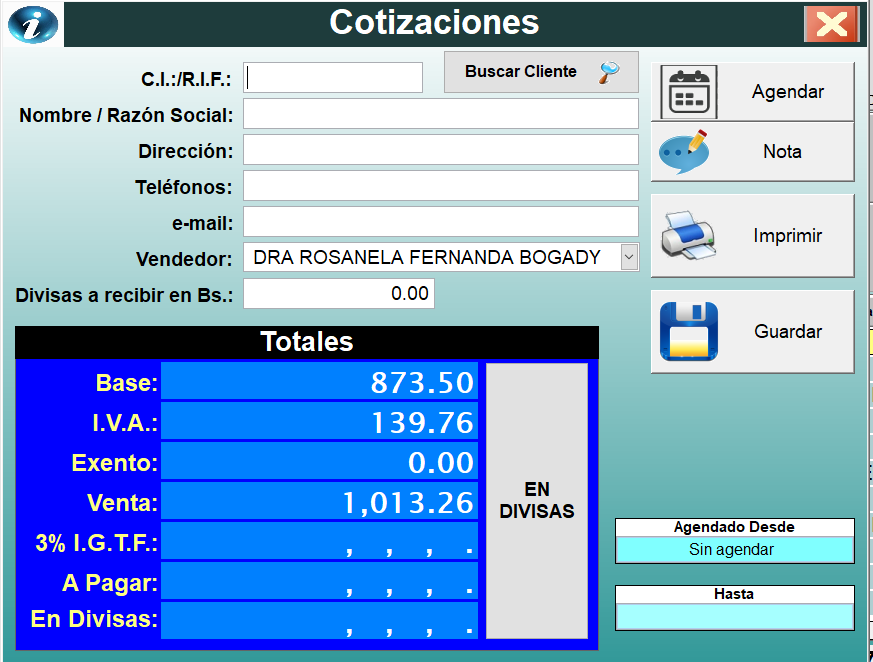 Cotizaciones
C.I.:/R.I.F.:
Buscar Cliente
Nombre / Razón Social:
Dirección:
Teléfonos:
e-mail:
Vendedor: DRA ROSANELA FERNANDA BOGADY
Divisas a recibir en Bs.: 0.00
Agendar
Nota
Imprimir
Guardar
Totales
Base: 873.50
I.V.A.: 139.76
Exento: 0.00
Venta: 1,013.26
3% I.G.T.F.: , , , .
A Pagar: , , , .
En Divisas: , , , .
EN
DIVISAS
Agendado Desde
Sin agendar
Hasta